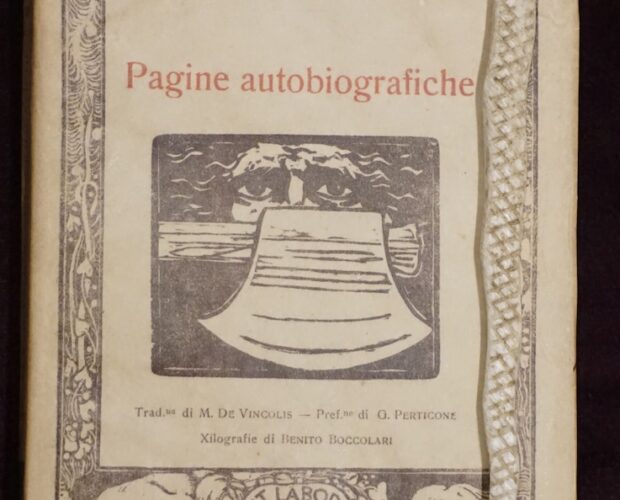 Pagine autobiografiche
Trad.ne di M. De Vincolis — Pref.ne di G. Perticone
Xilografie di Benito Boccolari